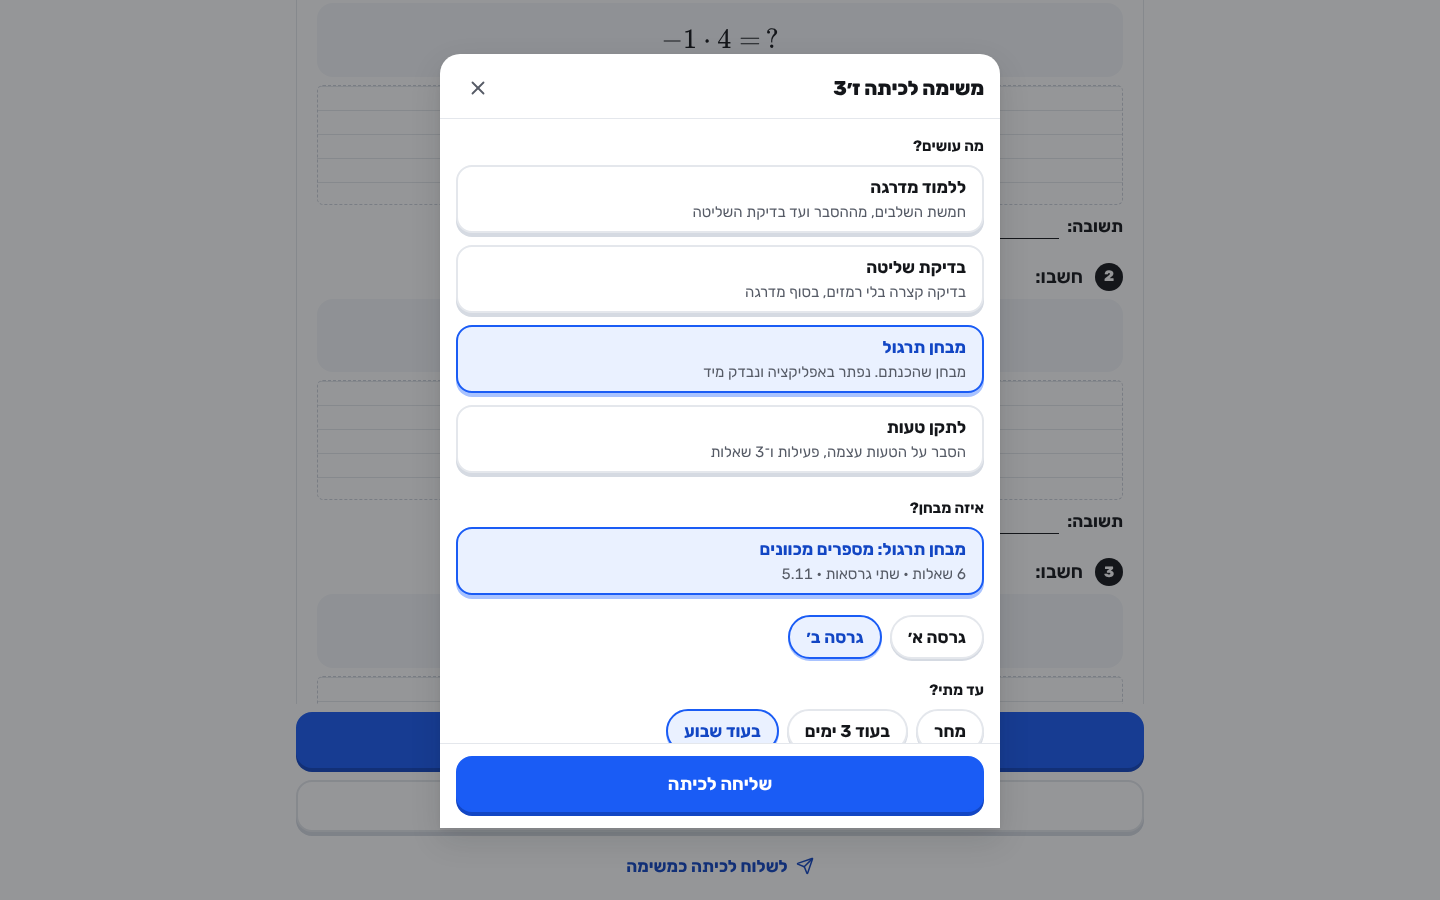 −1 · 4 = ?
משימה לכיתה ז׳3
מה עושים?
ללמוד מדרגה
חמשת השלבים, מההסבר ועד בדיקת השליטה
בדיקת שליטה
בדיקה קצרה בלי רמזים, בסוף מדרגה
מבחן תרגול
מבחן שהכנתם. נפתר באפליקציה ונבדק מיד
לתקן טעות
הסבר על הטעות עצמה, פעילות ו־3 שאלות
איזה מבחן?
מבחן תרגול: מספרים מכוונים
6 שאלות • שתי גרסאות • 5.11
גרסה א׳
גרסה ב׳
עד מתי?
מחר
בעוד 3 ימים
בעוד שבוע
שליחה לכיתה
תשובה:
2 חשבו:
תשובה:
3 חשבו:
לשלוח לכיתה כמשימה